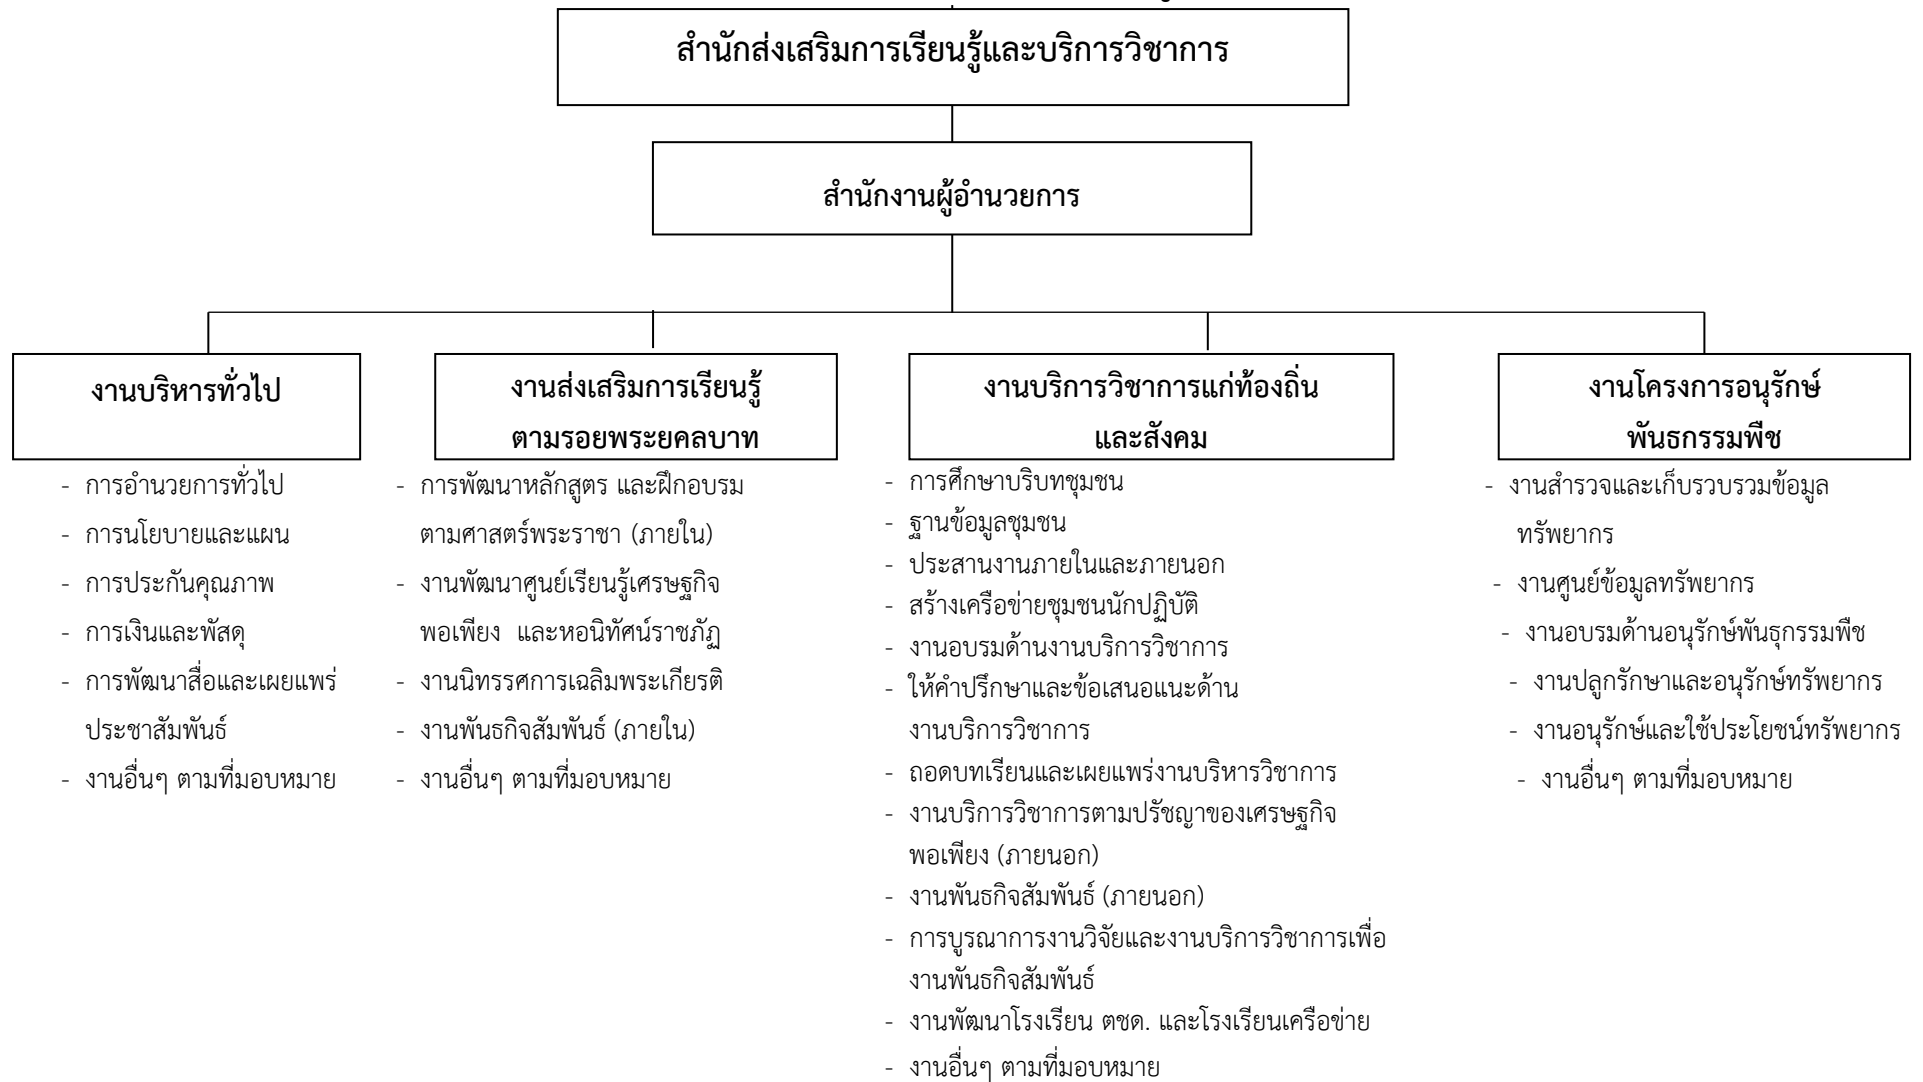 สำนักส่งเสริมการเรียนรู้และบริการวิชาการ
สำนักงานผู้อำนวยการ
งานบริหารทั่วไป
- การอำนวยการทั่วไป
- การนโยบายและแผน
- การประกันคุณภาพ
- การเงินและพัสดุ
- การพัฒนาสื่อและเผยแพร่
ประชาสัมพันธ์
- งานอื่นๆ ตามที่มอบหมาย
งานส่งเสริมการเรียนรู้
ตามรอยพระยคลบาท
- การพัฒนาหลักสูตร และฝึกอบรม
ตามศาสตร์พระราชา (ภายใน)
- งานพัฒนาศูนย์เรียนรู้เศรษฐกิจ
พอเพียง และหอนิทัศน์ราชภัฏ
- งานนิทรรศการเฉลิมพระเกียรติ
- งานพันธกิจสัมพันธ์ (ภายใน)
- งานอื่นๆ ตามที่มอบหมาย
งานบริการวิชาการแก่ท้องถิ่น
และสังคม
- การศึกษาบริบทชุมชน
- ฐานข้อมูลชุมชน
- ประสานงานภายในและภายนอก
- สร้างเครือข่ายชุมชนนักปฏิบัติ
- งานอบรมด้านงานบริการวิชาการ
- ให้คำปรึกษาและข้อเสนอแนะด้าน
งานบริการวิชาการ
- ถอดบทเรียนและเผยแพร่งานบริหารวิชาการ
- งานบริการวิชาการตามปรัชญาของเศรษฐกิจ
พอเพียง (ภายนอก)
- งานพันธกิจสัมพันธ์ (ภายนอก)
- การบูรณาการงานวิจัยและงานบริการวิชาการเพื่อ
งานพันธกิจสัมพันธ์
- งานพัฒนาโรงเรียน ตชด. และโรงเรียนเครือข่าย
- งานอื่นๆ ตามที่มอบหมาย
งานโครงการอนุรักษ์
พันธกรรมพืช
- งานสำรวจและเก็บรวบรวมข้อมูล
ทรัพยากร
- งานศูนย์ข้อมูลทรัพยากร
- งานอบรมด้านอนุรักษ์พันธุกรรมพืช
- งานปลูกรักษาและอนุรักษ์ทรัพยากร
- งานอนุรักษ์และใช้ประโยชน์ทรัพยากร
- งานอื่นๆ ตามที่มอบหมาย